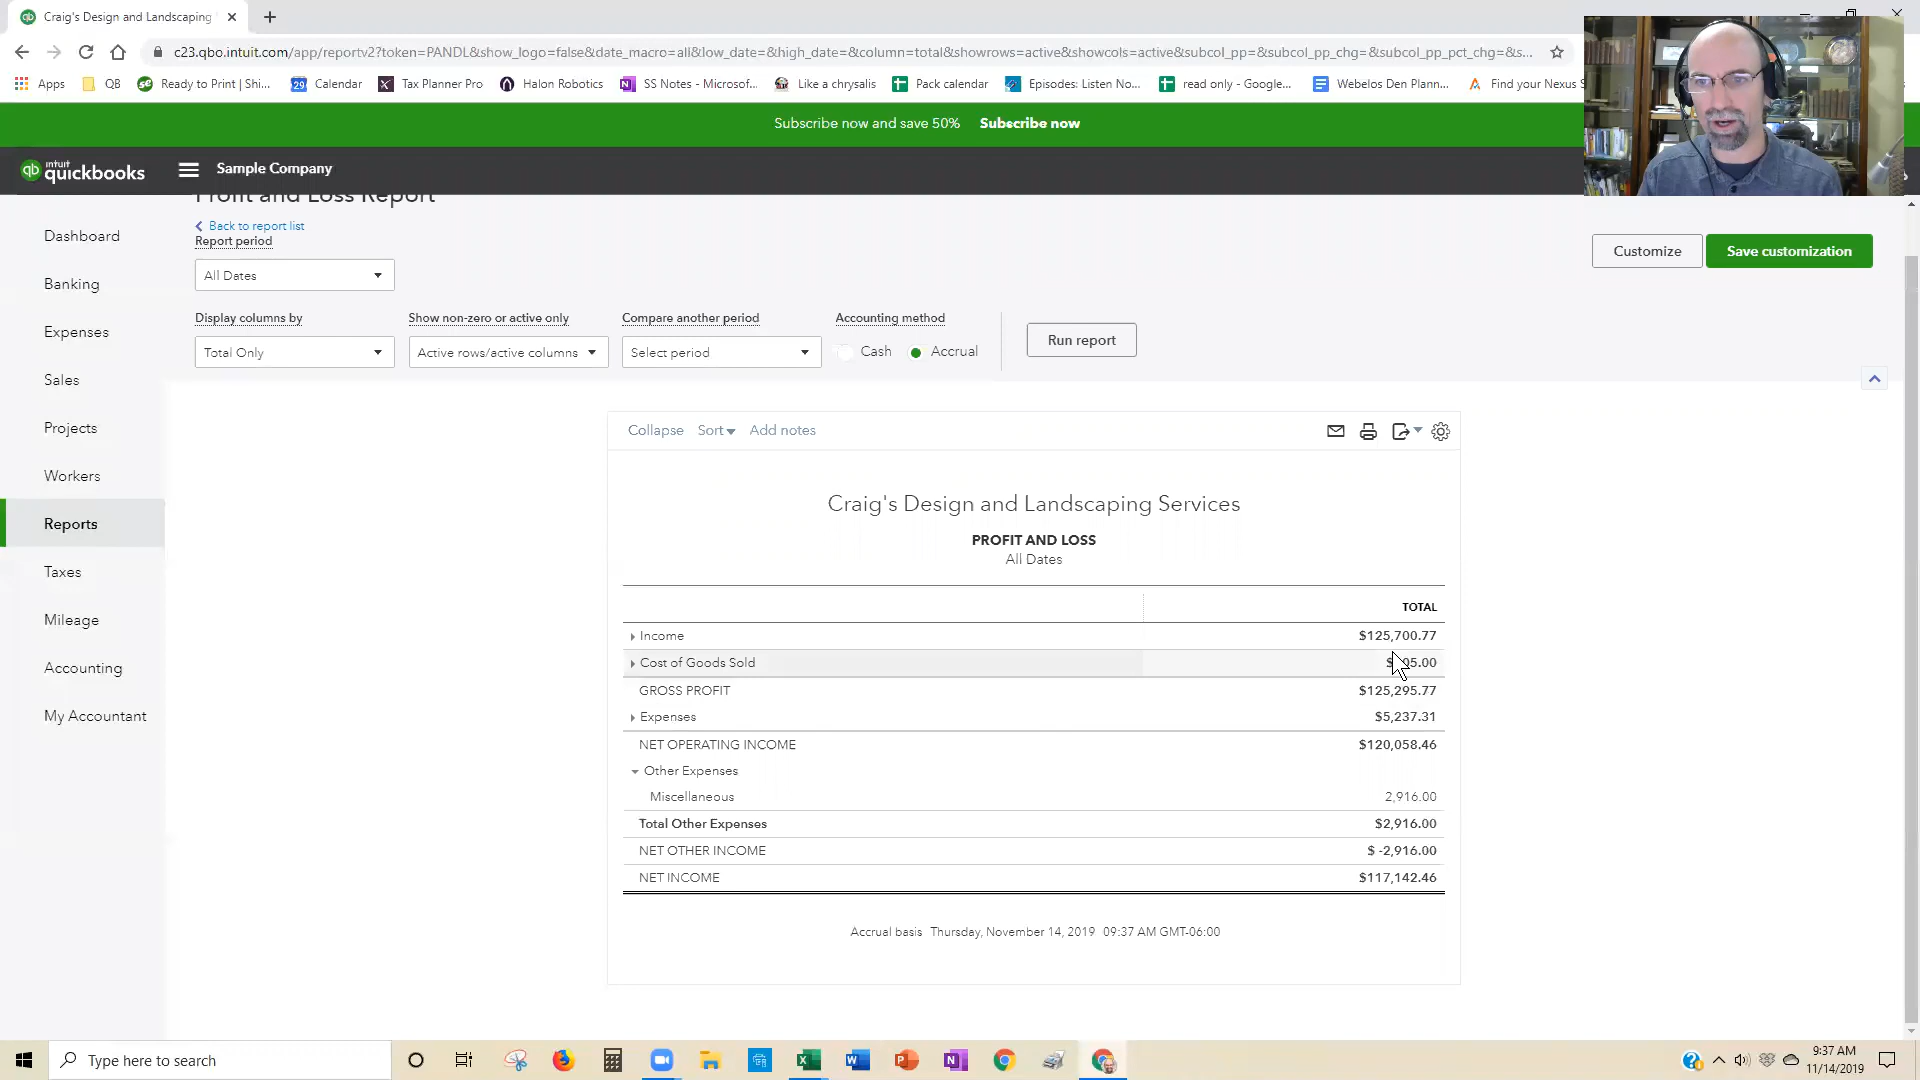 Craig's Design and Landscaping
c23.qbo.intuit.com/app/reportv2?token=PANDL&show_logo=false&date_macro=all&low_date=&high_date=&column=total&showrows=active&showcols=active&subcol_pp=&subcol_pp_chg=&subcol_pp_pct_chg=&s...
Apps QB Ready to Print | Shi... Calendar Tax Planner Pro Halon Robotics SS Notes - Microsof... Like a chrysalis Pack calendar Episodes: Listen No... read only - Google... Webelos Den Plann... Find your Nexus S
Subscribe now and save 50% Subscribe now
intuit quickbooks Sample Company
Profit and Loss Report
Dashboard
Banking
Expenses
Sales
Projects
Workers
Reports
Taxes
Mileage
Accounting
My Accountant
Back to report list
Report period
All Dates
Customize Save customization
Display columns by Show non-zero or active only Compare another period Accounting method
Total Only Active rows/active columns Select period Cash Accrual Run report
Collapse Sort Add notes
Craig's Design and Landscaping Services
PROFIT AND LOSS
All Dates
TOTAL
Income $125,700.77
Cost of Goods Sold
GROSS PROFIT $125,295.77
Expenses $5,237.31
NET OPERATING INCOME $120,058.46
Other Expenses
Miscellaneous 2,916.00
Total Other Expenses $2,916.00
NET OTHER INCOME $ -2,916.00
NET INCOME $117,142.46
Accrual basis Thursday, November 14, 2019 09:37 AM GMT-06:00
Type here to search
9:37 AM
11/14/2019